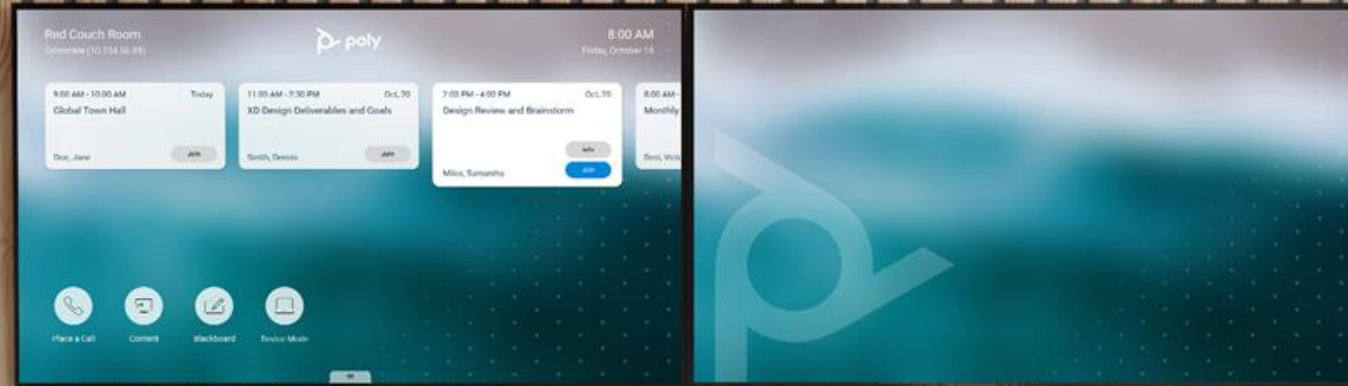 Red Couch Room
Corporate (10.234.56.89)
poly
8:00 AM
Friday, October 19
9:00 AM - 10:00 AM Today
Global Town Hall
Doe, Jane
Join
11:00 AM - 2:30 PM Oct, 20
XD Design Deliverables and Goals
Smith, Dennis
Join
2:00 PM - 4:00 PM Oct, 20
Design Review and Brainstorm
Info
Miles, Samantha
Join
8:00 AM -
Monthly
Place a Call
Content
Blackboard
Device Mode